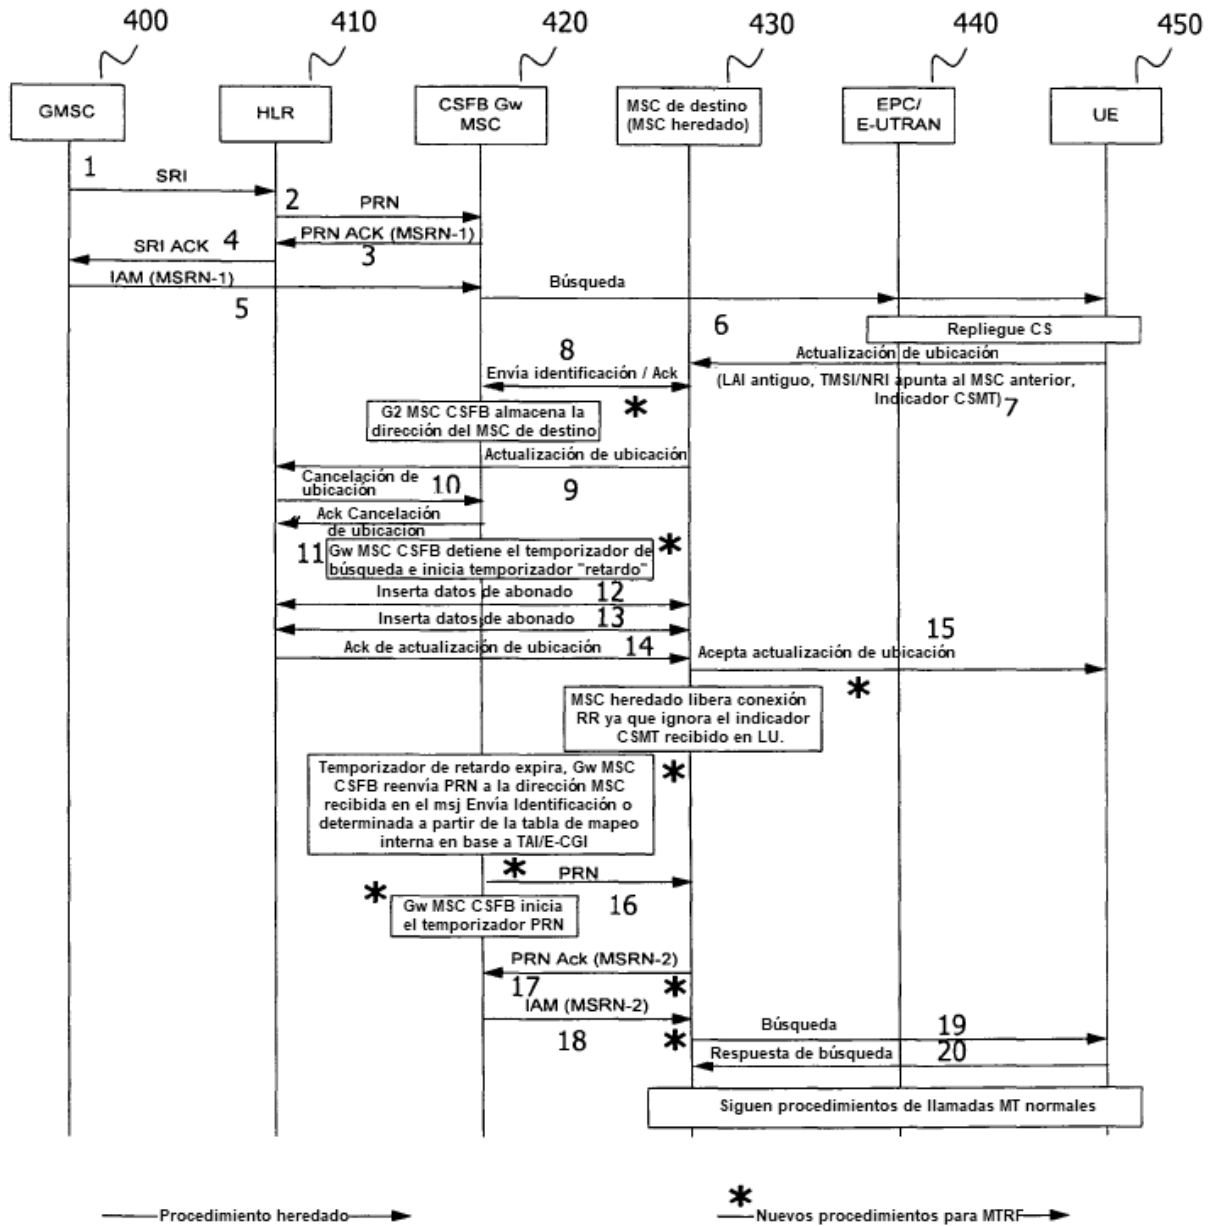 400
410
420
430
440
450
GMSC
HLR
CSFB Gw
MSC
MSC de destino
(MSC heredado)
EPC/
E-UTRAN
UE
1
SRI
2
PRN
PRN ACK (MSRN-1)
3
SRI ACK
4
IAM (MSRN-1)
5
Búsqueda
6
Repliegue CS
Actualización de ubicación
(LAI antiguo, TMSI/NRI apunta al MSC anterior,
Indicador CSMT)
7
8
Envía identificación / Ack
*
G2 MSC CSFB almacena la
dirección del MSC de destino
Actualización de ubicación
9
Cancelación de
ubicación
10
Ack Cancelación
de ubicación
11
Gw MSC CSFB detiene el temporizador de
búsqueda e inicia temporizador "retardo"
*
Inserta datos de abonado
12
Inserta datos de abonado
13
Ack de actualización de ubicación
14
15
Acepta actualización de ubicación
*
MSC heredado libera conexión
RR ya que ignora el indicador
CSMT recibido en LU.
Temporizador de retardo expira, Gw MSC
CSFB reenvía PRN a la dirección MSC
recibida en el msj Envía Identificación o
determinada a partir de la tabla de mapeo
interna en base a TAI/E-CGI
*
*
PRN
16
*
Gw MSC CSFB inicia
el temporizador PRN
PRN Ack (MSRN-2)
17
*
IAM (MSRN-2)
18
*
Búsqueda
19
Respuesta de búsqueda
20
Siguen procedimientos de llamadas MT normales
Procedimiento heredado
*
Nuevos procedimientos para MTRF